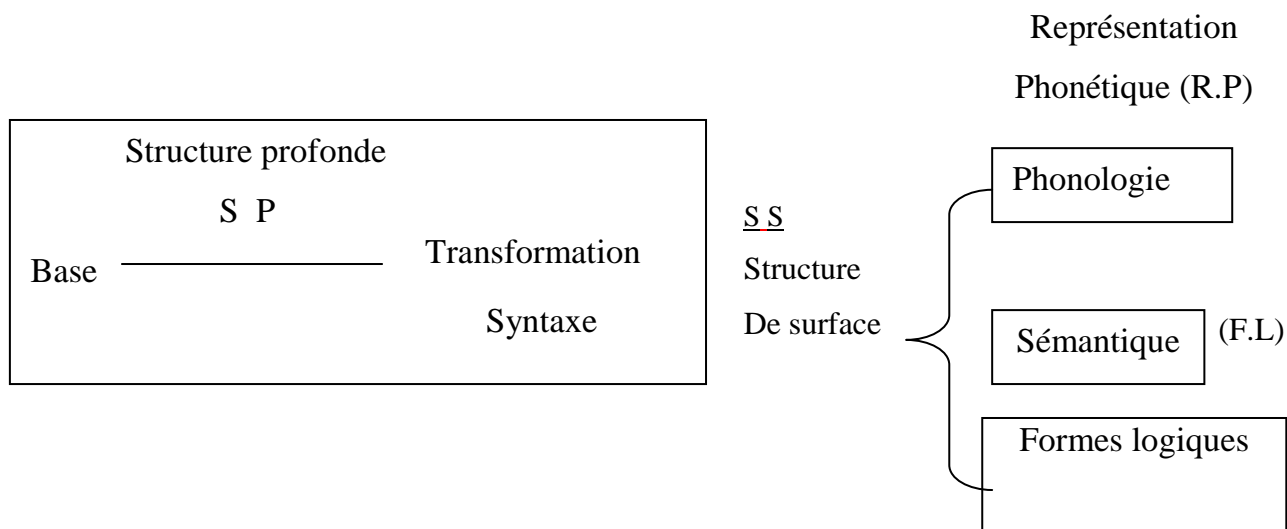 Représentation
Phonétique (R.P)
Structure profonde
S P
Base
Transformation
Syntaxe
S S
Structure
De surface
Phonologie
Sémantique
(F.L)
Formes logiques